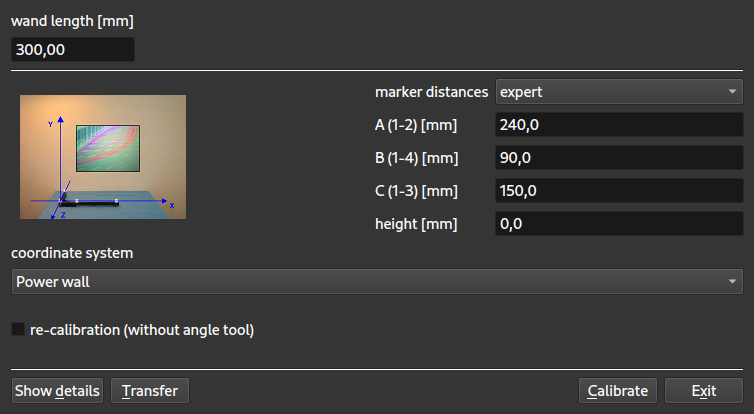 wand length [mm]
300,00
marker distances expert
A (1-2) [mm] 240,0
B (1-4) [mm] 90,0
C (1-3) [mm] 150,0
height [mm] 0,0
Y
X
Z
coordinate system
Power wall
re-calibration (without angle tool)
Show details Transfer Calibrate Exit